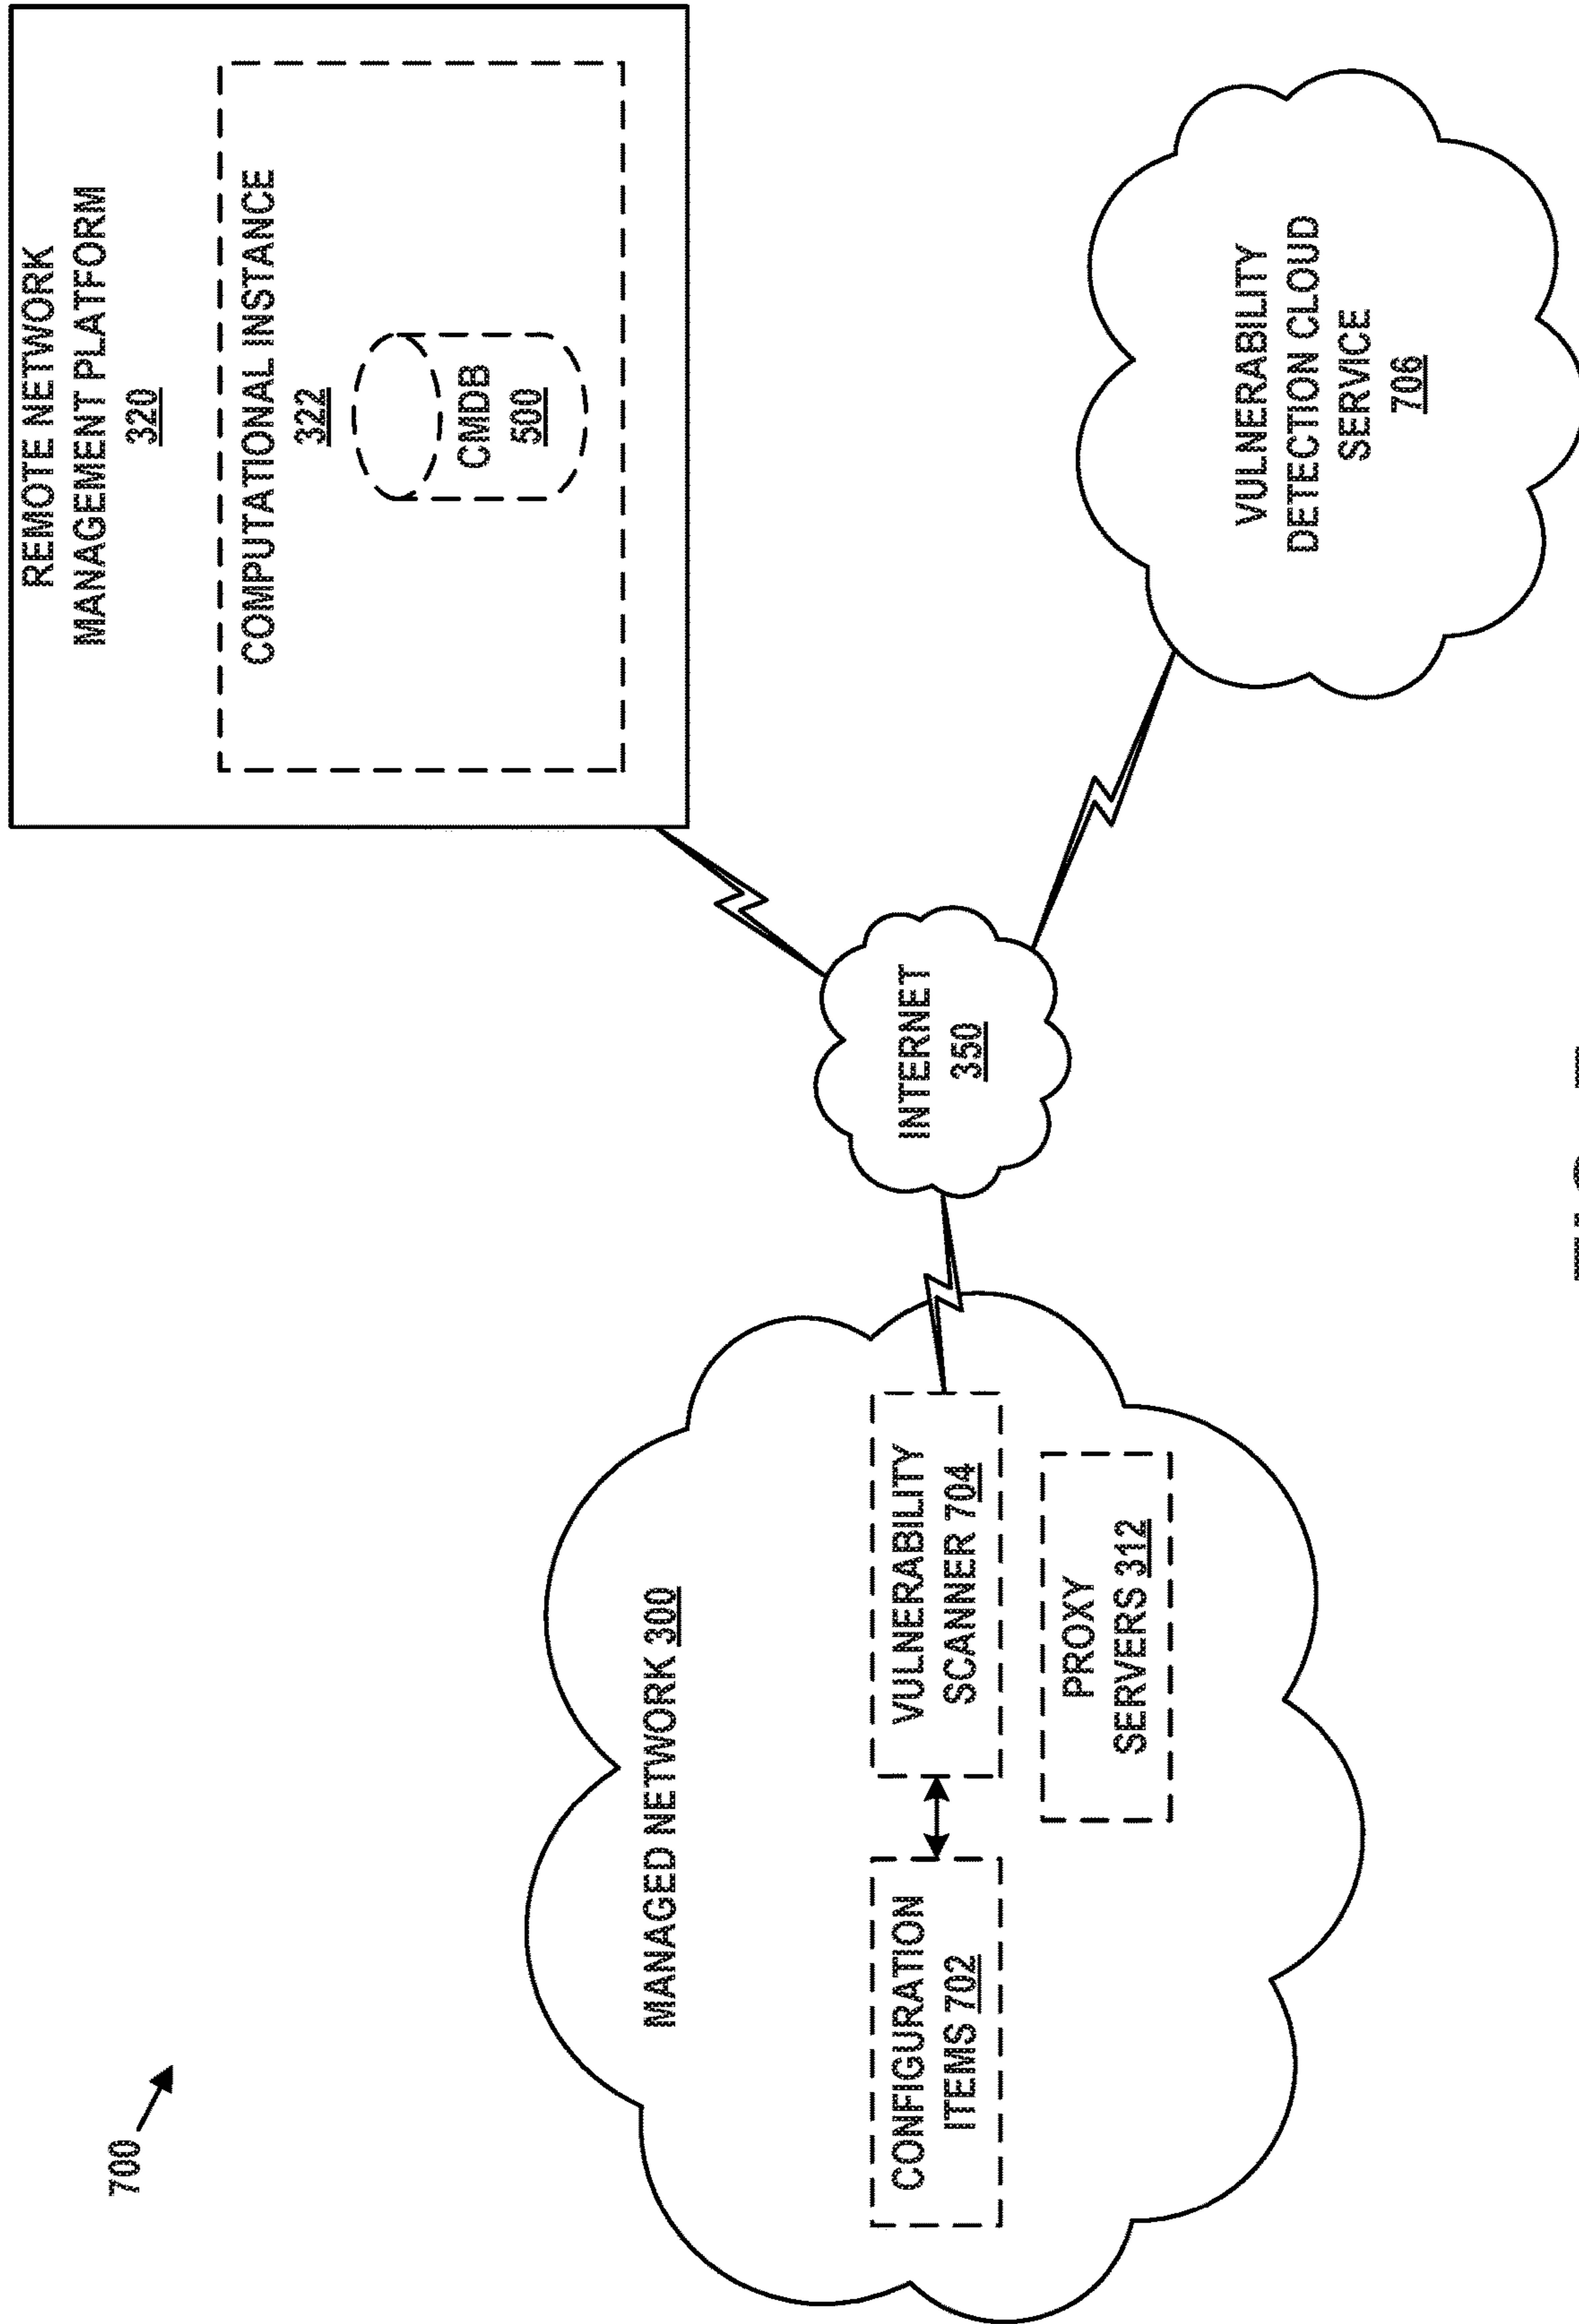 700
REMOTE NETWORK
MANAGEMENT PLATFORM
320
COMPUTATIONAL INSTANCE
322
CMDB
500
MANAGED NETWORK 300
CONFIGURATION
ITEMS 702
VULNERABILITY
SCANNER 704
PROXY
SERVERS 312
INTERNET
350
VULNERABILITY
DETECTION CLOUD
SERVICE
706